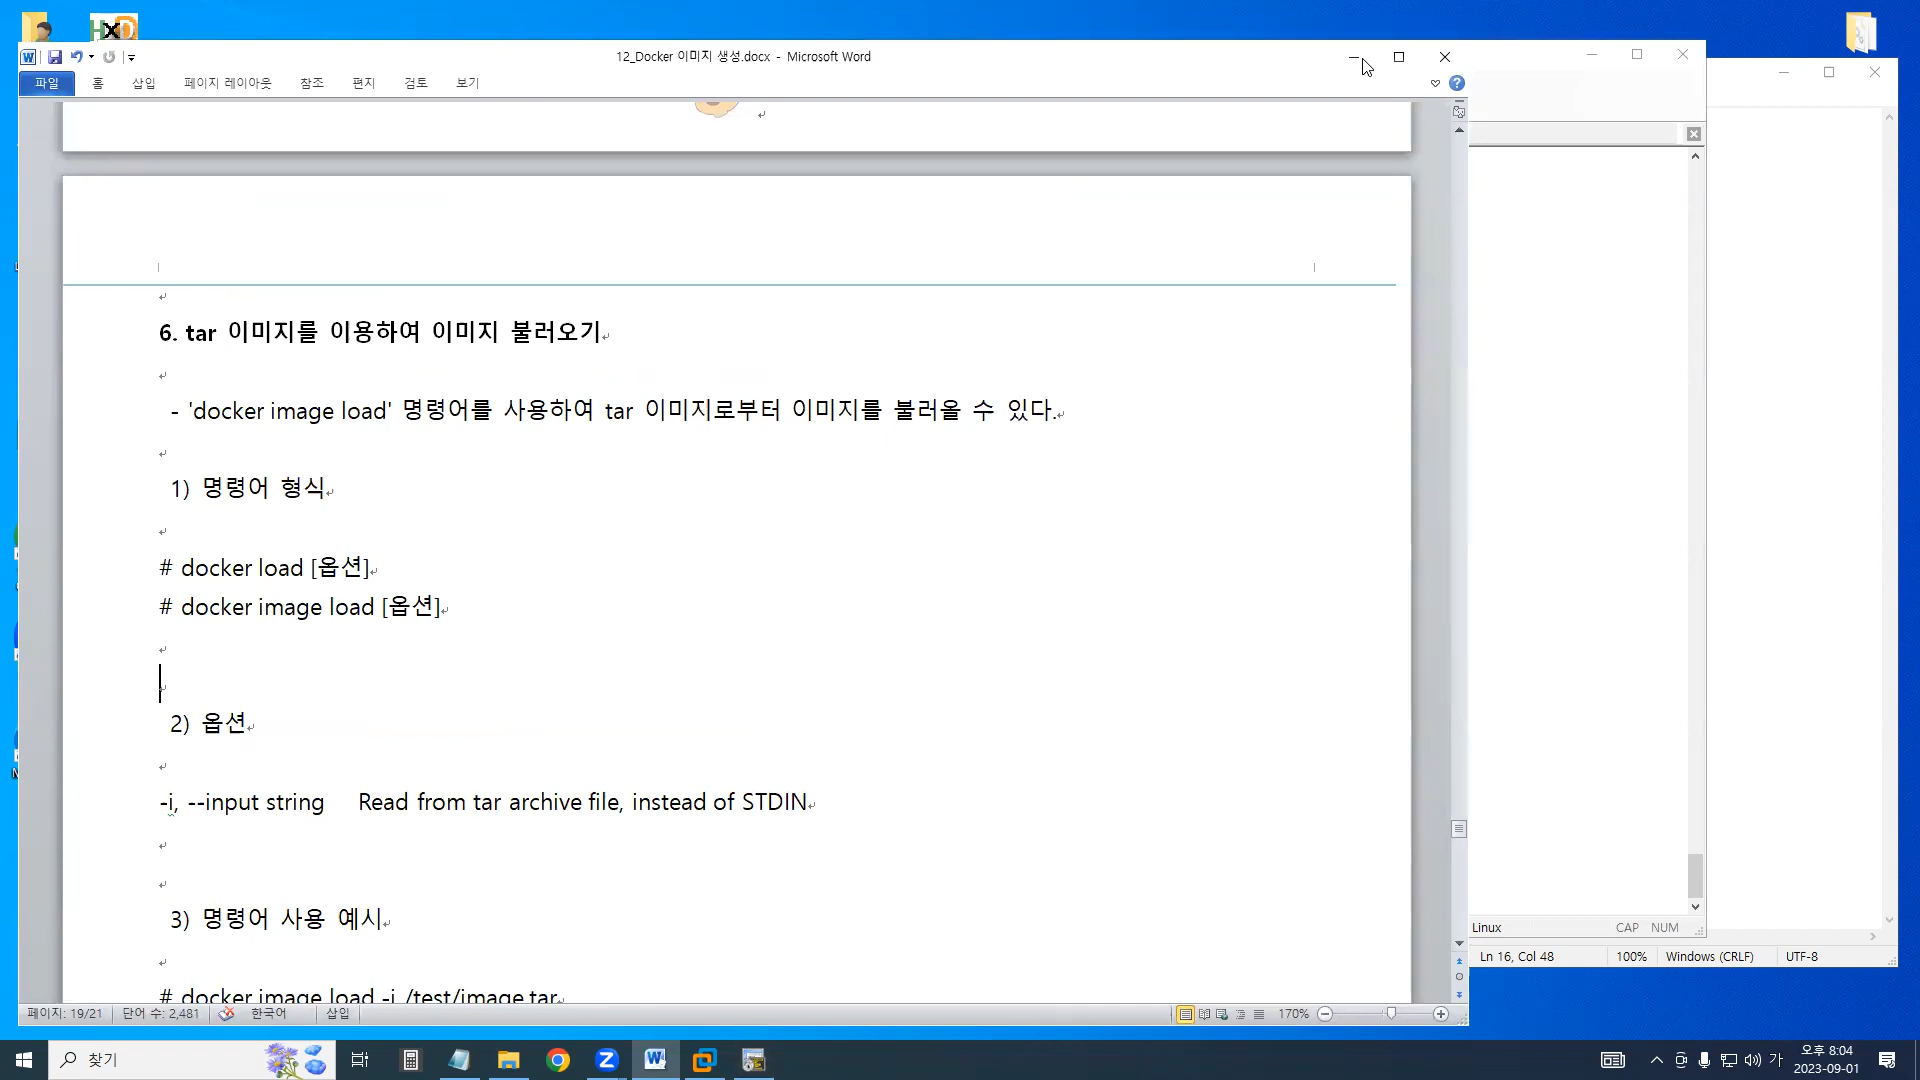 HxD
12_Docker 이미지 생성.docx - Microsoft Word
파일 홈 삽입 페이지 레이아웃 참조 편지 검토 보기
6. tar 이미지를 이용하여 이미지 불러오기
- 'docker image load' 명령어를 사용하여 tar 이미지로부터 이미지를 불러올 수 있다.
1) 명령어 형식
# docker load [옵션]
# docker image load [옵션]
2) 옵션
-i, --input string Read from tar archive file, instead of STDIN
3) 명령어 사용 예시
# docker image load -i /test/image.tar
페이지: 19/21 단어 수: 2,481 한국어 삽입 170%
Linux CAP NUM
Ln 16, Col 48 100% Windows (CRLF) UTF-8
찾기
가 오후 8:04
2023-09-01